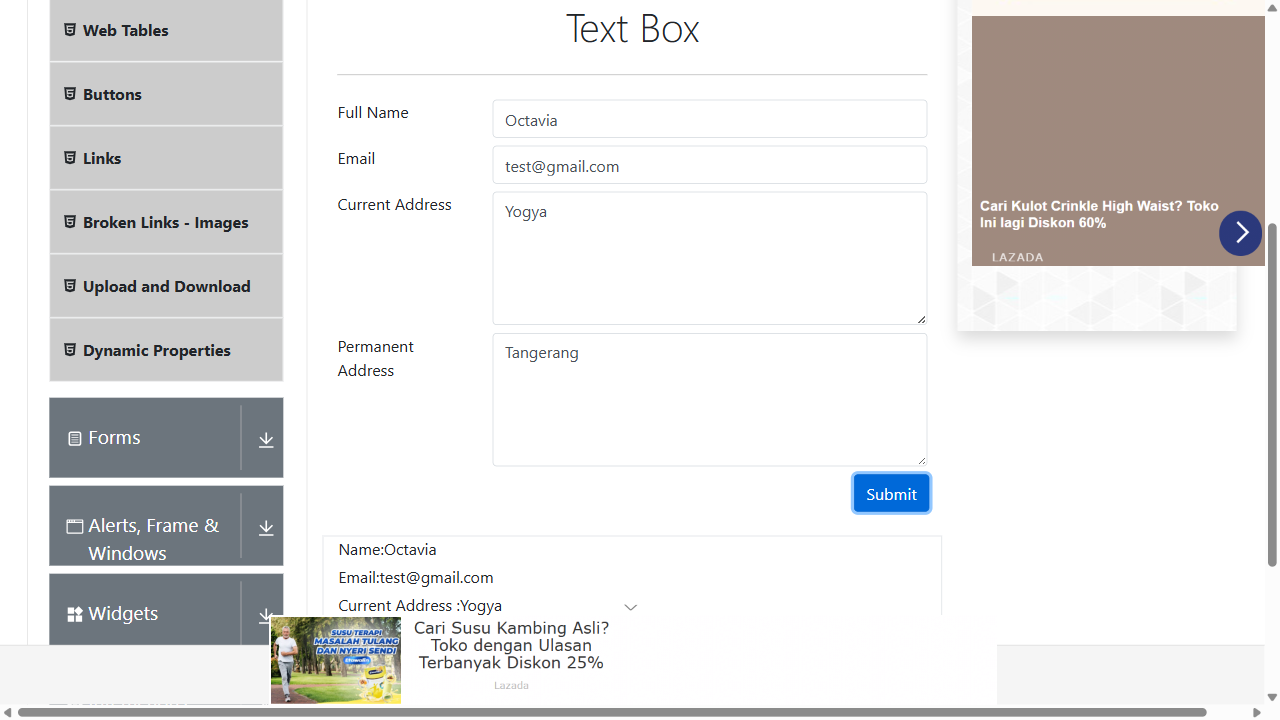 Web Tables
Buttons
Links
Broken Links - Images
Upload and Download
Dynamic Properties
Forms
Alerts, Frame &
Windows
Widgets
Text Box
Full Name
Octavia
Email
test@gmail.com
Current Address
Yogya
Permanent
Address
Tangerang
Submit
Name:Octavia
Email:test@gmail.com
Current Address :Yogya
Cari Kulot Crinkle High Waist? Toko
Ini lagi Diskon 60%
LAZADA
SUSU TERAPI
MASALAH TULANG
DAN NYERI SENDI
Cari Susu Kambing Asli?
Toko dengan Ulasan
Terbanyak Diskon 25%
Lazada